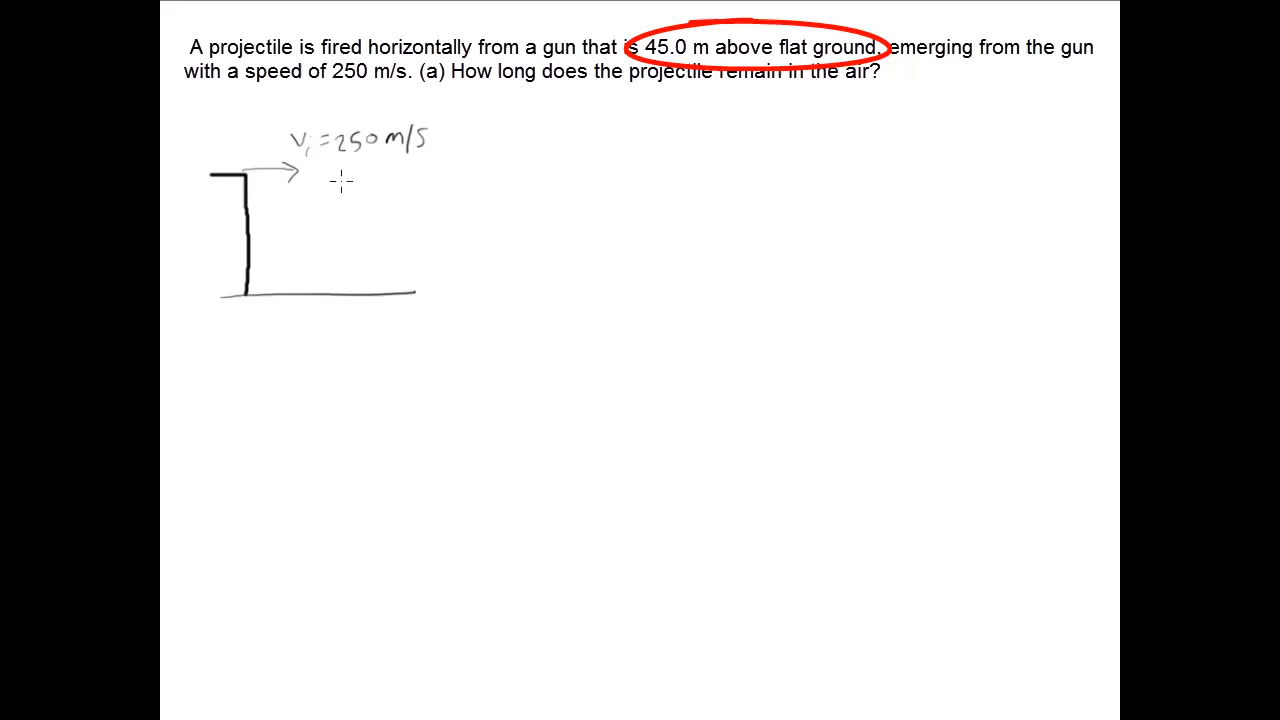 A projectile is fired horizontally from a gun that is 45.0 m above flat ground, emerging from the gun
with a speed of 250 m/s. (a) How long does the projectile remain in the air?
Vᵢ = 250 m/s